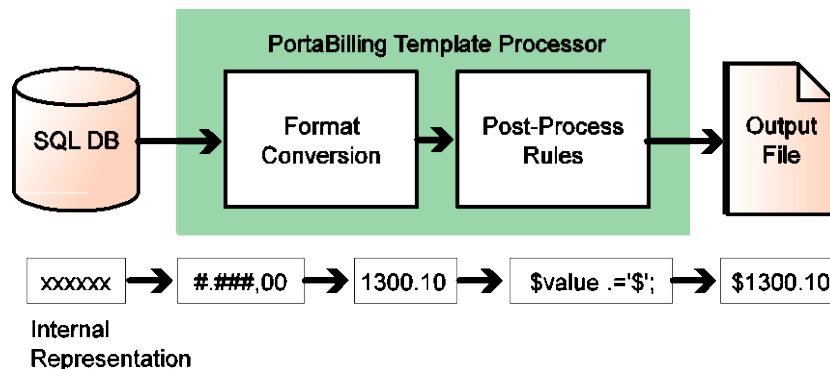 PortaBilling Template Processor
SQL DB
Format
Conversion
Post-Process
Rules
Output
File
xxxxxx
#.###,00
1300.10
$value .='$';
$1300.10
Internal
Representation